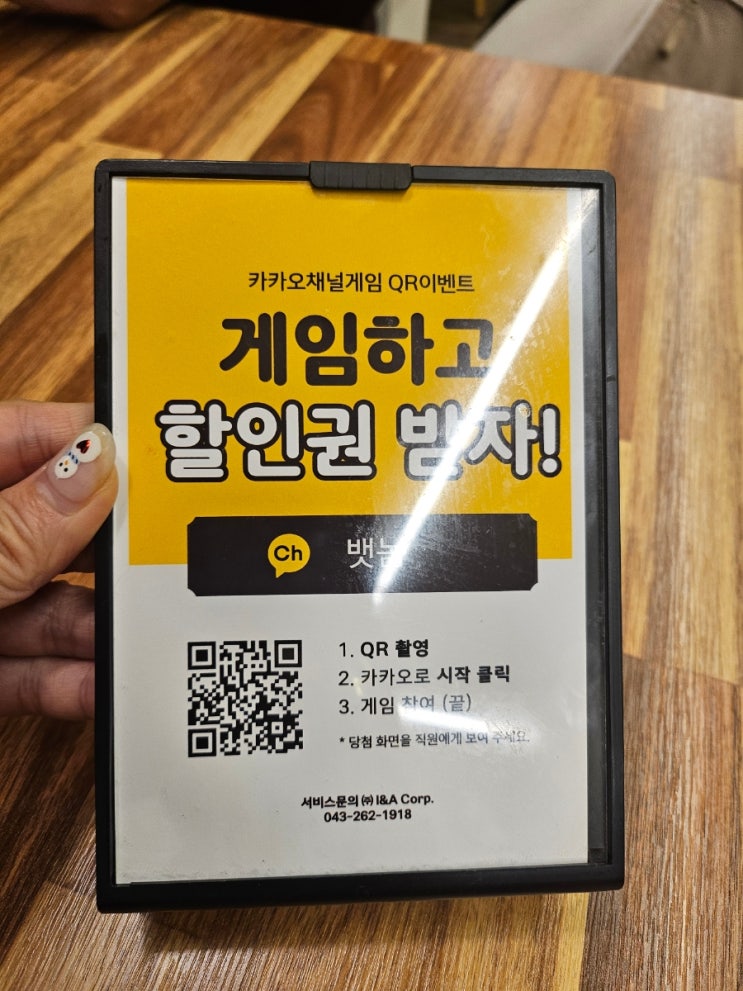 카카오채널게임 QR이벤트
게임하고
할인권 받자!
Ch
1. QR 촬영
2. 카카오로 시작 클릭
3. 게임 참여 (끝)
* 당첨 화면을 직원에게 보여 주세요.
서비스문의 ㈜ I&A Corp.
043-262-1918